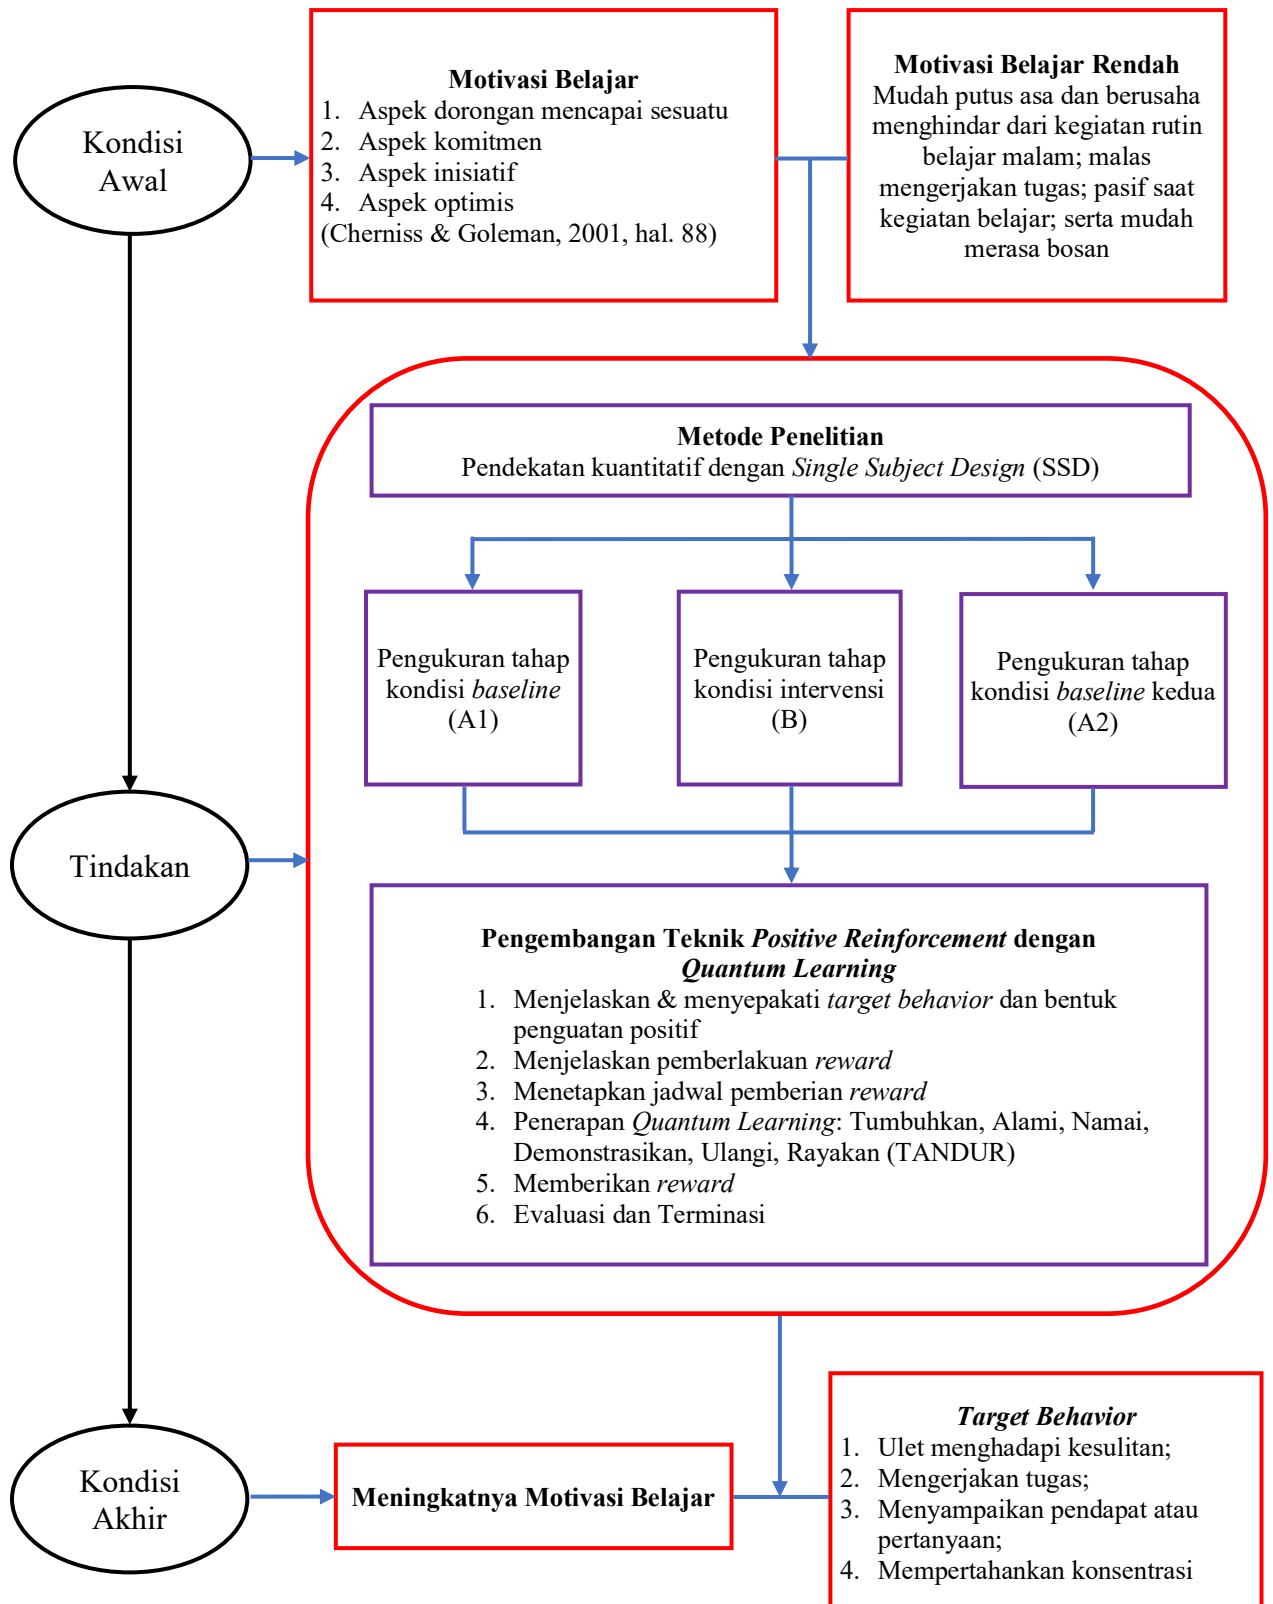 Kondisi
Awal
Motivasi Belajar
1. Aspek dorongan mencapai sesuatu
2. Aspek komitmen
3. Aspek inisiatif
4. Aspek optimis
(Cherniss & Goleman, 2001, hal. 88)
Motivasi Belajar Rendah
Mudah putus asa dan berusaha
menghindar dari kegiatan rutin
belajar malam; malas
mengerjakan tugas; pasif saat
kegiatan belajar; serta mudah
merasa bosan
Tindakan
Metode Penelitian
Pendekatan kuantitatif dengan Single Subject Design (SSD)
Pengukuran tahap
kondisi baseline
(A1)
Pengukuran tahap
kondisi intervensi
(B)
Pengukuran tahap
kondisi baseline kedua
(A2)
Pengembangan Teknik Positive Reinforcement dengan
Quantum Learning
1. Menjelaskan & menyepakati target behavior dan bentuk
penguatan positif
2. Menjelaskan pemberlakuan reward
3. Menetapkan jadwal pemberian reward
4. Penerapan Quantum Learning: Tumbuhkan, Alami, Namai,
Demonstrasikan, Ulangi, Rayakan (TANDUR)
5. Memberikan reward
6. Evaluasi dan Terminasi
Kondisi
Akhir
Meningkatnya Motivasi Belajar
Target Behavior
1. Ulet menghadapi kesulitan;
2. Mengerjakan tugas;
3. Menyampaikan pendapat atau
pertanyaan;
4. Mempertahankan konsentrasi